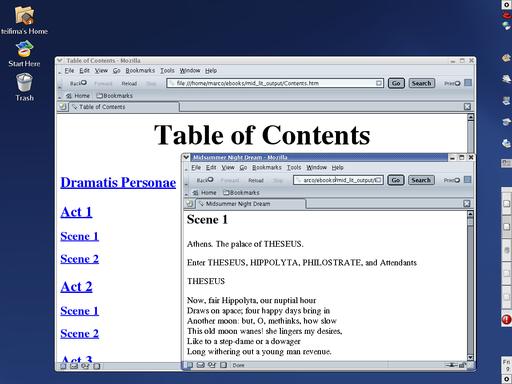 teifima's Home
Start Here
Trash
Table of Contents - Mozilla
File Edit View Go Bookmarks Tools Window Help
Back Forward Reload Stop file:///home/marco/ebooks/mid_lit_output/Contents.htm Go Search Print
Home Bookmarks
Table of Contents
Table of Contents
Dramatis Personae
Act 1
Scene 1
Scene 2
Act 2
Scene 1
Scene 2
Act 3
Midsummer Night Dream - Mozilla
File Edit View Go Bookmarks Tools Window Help
Back Forward Reload Stop arco/ebooks/mid_lit_output/ Go Search Print
Home Bookmarks
Midsummer Night Dream
Scene 1
Athens. The palace of THESEUS.
Enter THESEUS, HIPPOLYTA, PHILOSTRATE, and Attendants
THESEUS
Now, fair Hippolyta, our nuptial hour
Draws on apace; four happy days bring in
Another moon: but, O, methinks, how slow
This old moon wanes! she lingers my desires,
Like to a step-dame or a dowager
Long withering out a young man revenue.
Done
Fri
9